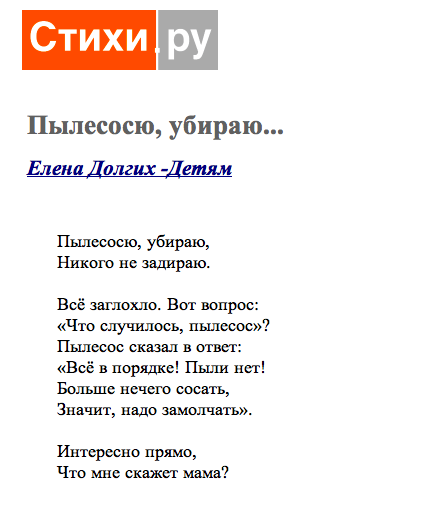 Стихи.ру
Пылесосю, убираю...
Елена Долгих -Детям
Пылесосю, убираю,
Никого не задираю.
Всё заглохло. Вот вопрос:
«Что случилось, пылесос»?
Пылесос сказал в ответ:
«Всё в порядке! Пыли нет!
Больше нечего сосать,
Значит, надо замолчать».
Интересно прямо,
Что мне скажет мама?